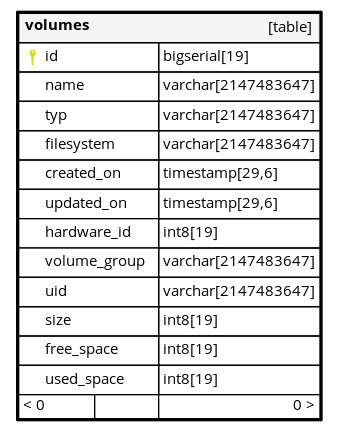 volumes [table]
id bigserial[19]
name varchar[2147483647]
typ varchar[2147483647]
filesystem varchar[2147483647]
created_on timestamp[29,6]
updated_on timestamp[29,6]
hardware_id int8[19]
volume_group varchar[2147483647]
uid varchar[2147483647]
size int8[19]
free_space int8[19]
used_space int8[19]
< 0 0 >